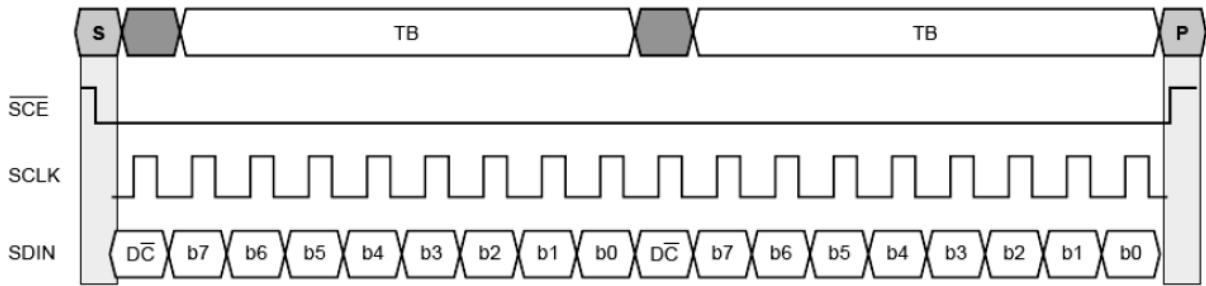 S TB TB P
S̅C̅E̅
SCLK
SDIN DC̅ b7 b6 b5 b4 b3 b2 b1 b0 DC̅ b7 b6 b5 b4 b3 b2 b1 b0